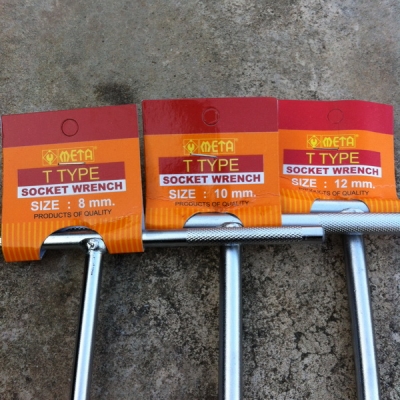 META
T TYPE
SOCKET WRENCH
SIZE : 8 mm.
PRODUCTS OF QUALITY
META
T TYPE
SOCKET WRENCH
SIZE : 10 mm.
PRODUCTS OF QUALITY
META
T TYPE
SOCKET WRENCH
SIZE : 12 mm.
PRODUCTS OF QUALITY